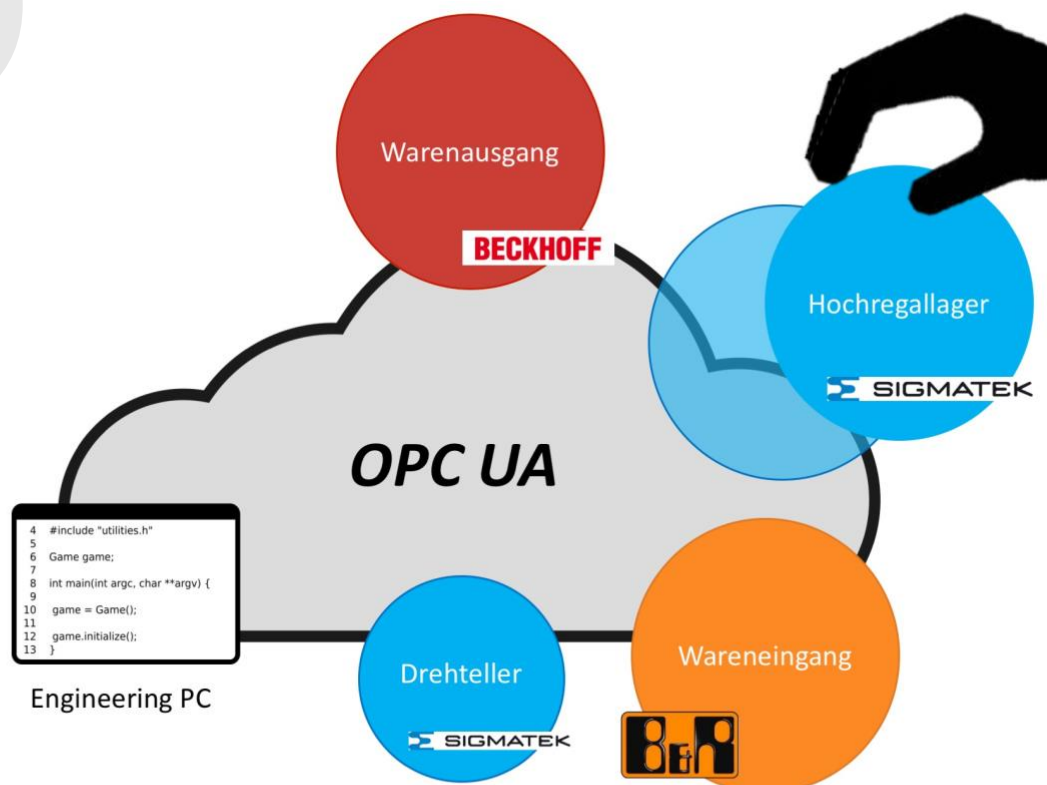 Warenausgang
BECKHOFF
Hochregallager
SIGMATEK
OPC UA
4 #include "utilities.h"
5
6 Game game;
7
8 int main(int argc, char **argv) {
9
10 game = Game();
11
12 game.initialize();
13 }
Engineering PC
Drehteller
SIGMATEK
Wareneingang
B&R